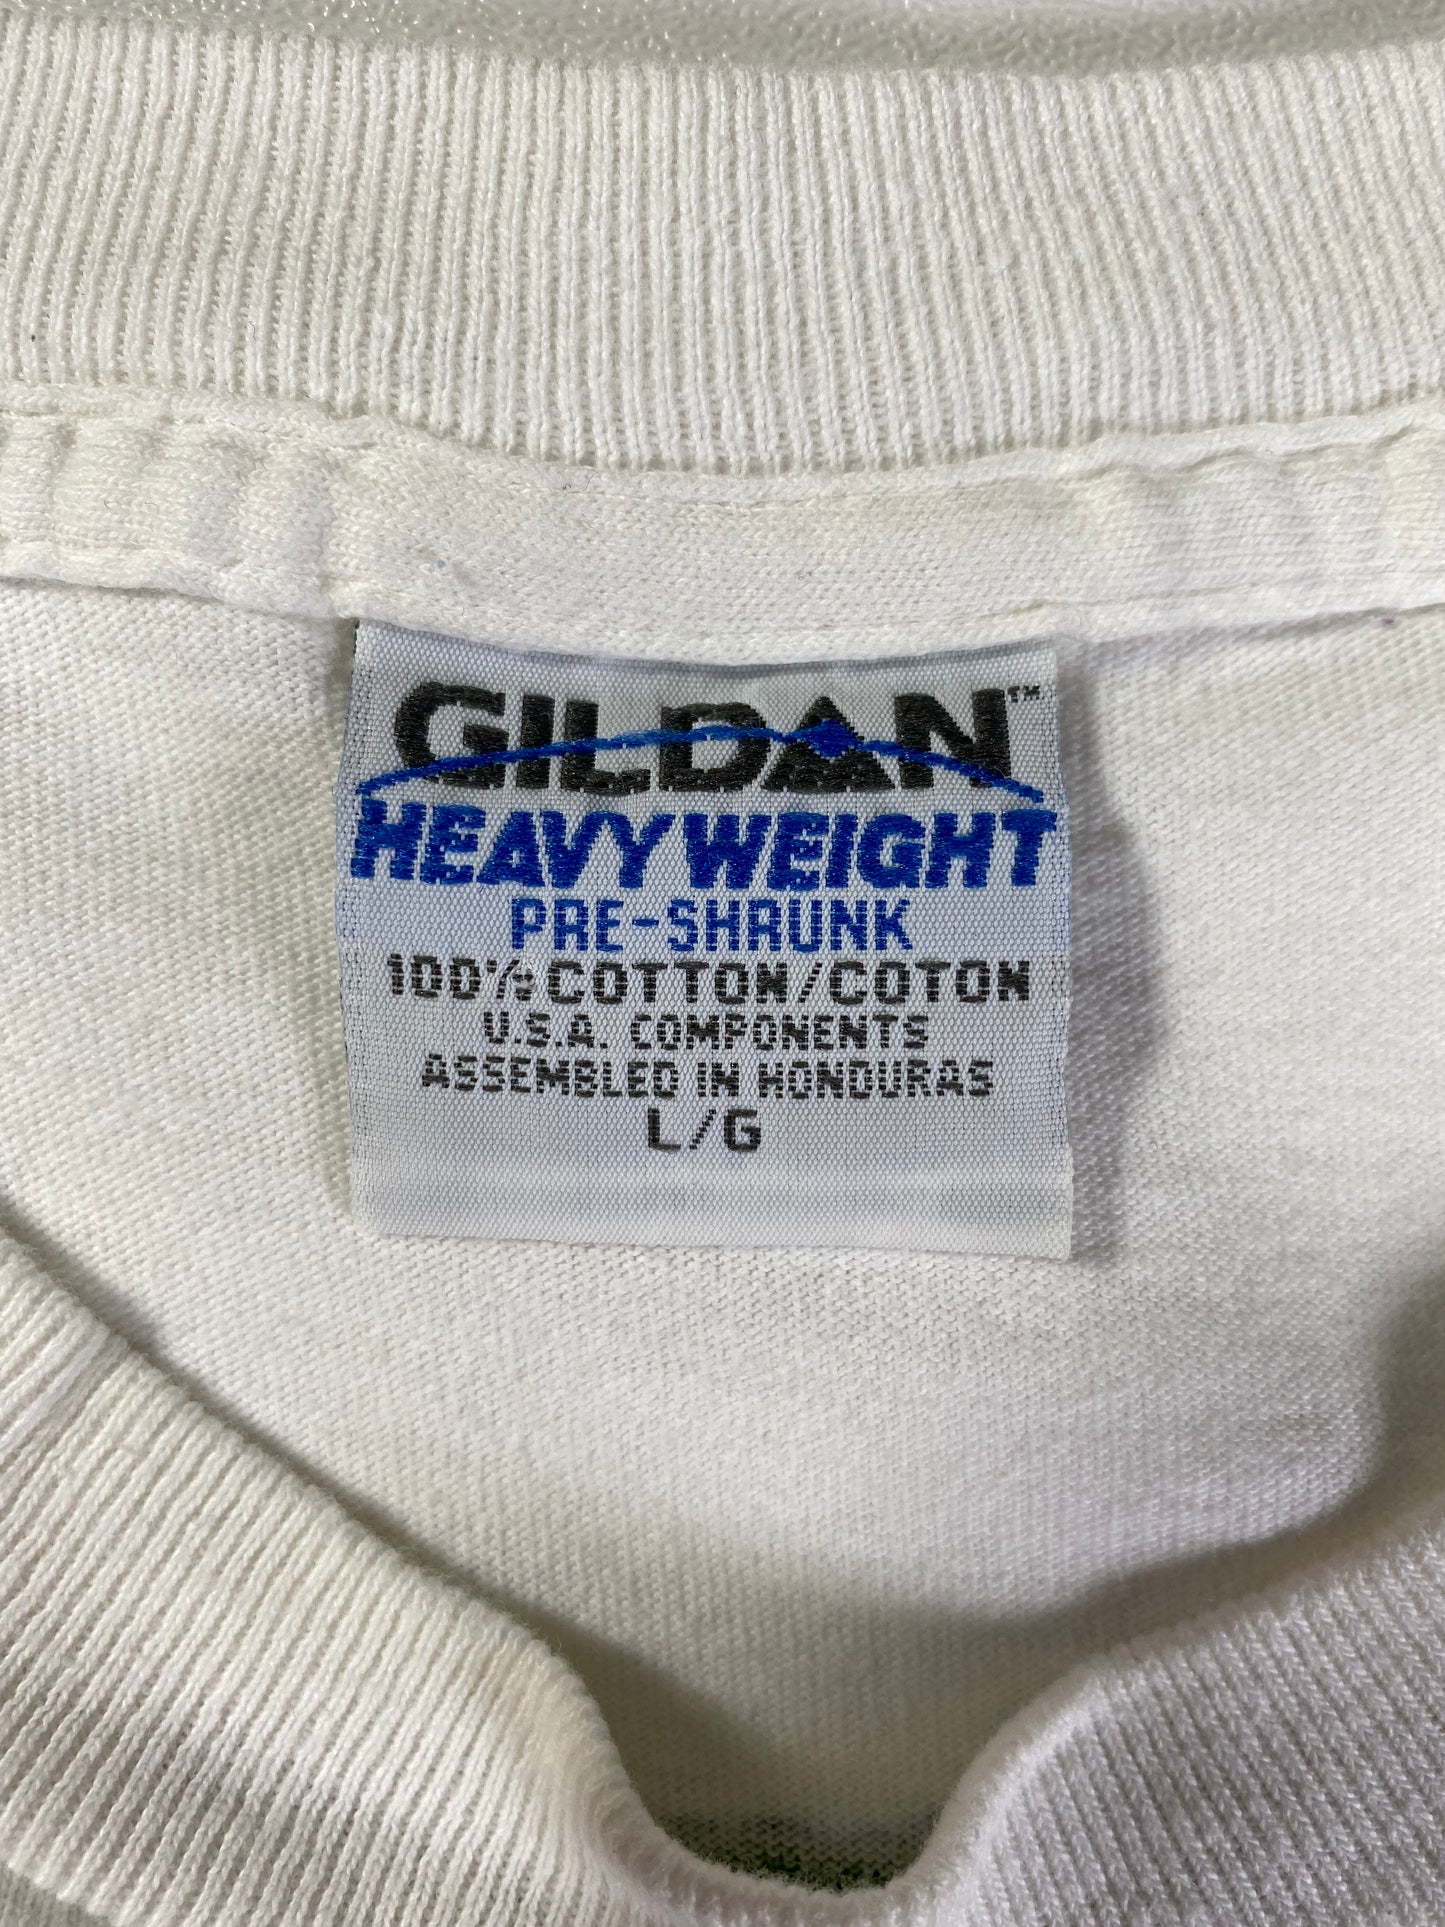 GILDAN™
HEAVYWEIGHT
PRE-SHRUNK
100% COTTON/COTON
U.S.A. COMPONENTS
ASSEMBLED IN HONDURAS
L/G